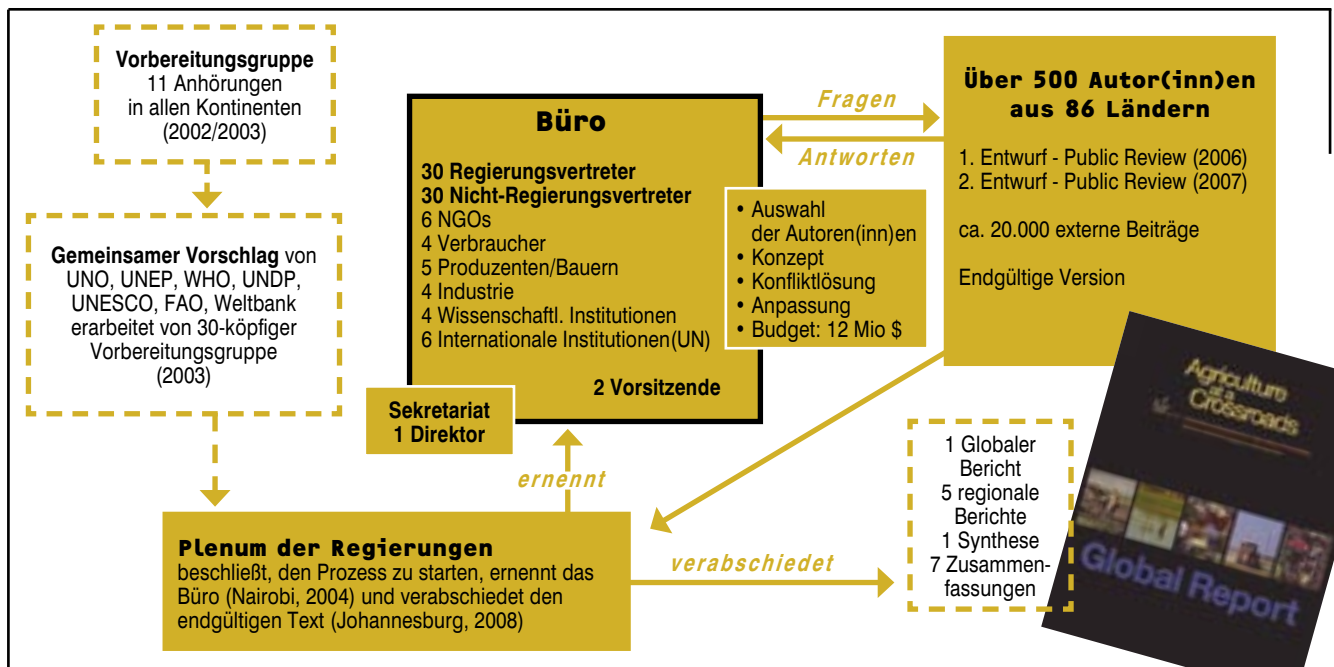 Vorbereitungsgruppe
11 Anhörungen
in allen Kontinenten
(2002/2003)
Gemeinsamer Vorschlag von
UNO, UNEP, WHO, UNDP,
UNESCO, FAO, Weltbank
erarbeitet von 30-köpfiger
Vorbereitungsgruppe
(2003)
Büro
30 Regierungsvertreter
30 Nicht-Regierungsvertreter
6 NGOs
4 Verbraucher
5 Produzenten/Bauern
4 Industrie
4 Wissenschaftl. Institutionen
6 Internationale Institutionen(UN)
2 Vorsitzende
Sekretariat
1 Direktor
• Auswahl
der Autoren(inn)en
• Konzept
• Konfliktlösung
• Anpassung
• Budget: 12 Mio $
Fragen
Antworten
Über 500 Autor(inn)en
aus 86 Ländern
1. Entwurf - Public Review (2006)
2. Entwurf - Public Review (2007)
ca. 20.000 externe Beiträge
Endgültige Version
ernennt
Plenum der Regierungen
beschließt, den Prozess zu starten, ernennt das
Büro (Nairobi, 2004) und verabschiedet den
endgültigen Text (Johannesburg, 2008)
verabschiedet
1 Globaler
Bericht
5 regionale
Berichte
1 Synthese
7 Zusammen-
fassungen
Agriculture
at a
Crossroads
Global Report